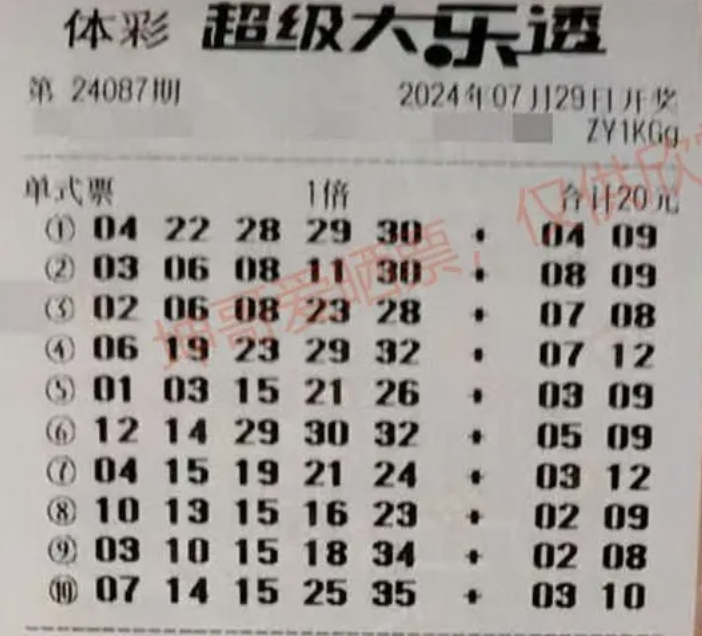 体彩 超级大乐透
第 24087期 2024年07月29日开奖
ZY1KGg
单式票 1倍 合计20元
① 04 22 28 29 30 + 04 09
② 03 06 08 11 30 + 08 09
③ 02 06 08 23 28 + 07 08
④ 06 19 23 29 32 + 07 12
⑤ 01 03 15 21 26 + 03 09
⑥ 12 14 29 30 32 + 05 09
⑦ 04 15 19 21 24 + 03 12
⑧ 10 13 15 16 23 + 02 09
⑨ 03 10 15 18 34 + 02 08
⑩ 07 14 15 25 35 + 03 10
坤哥爱晒票，仅供欣